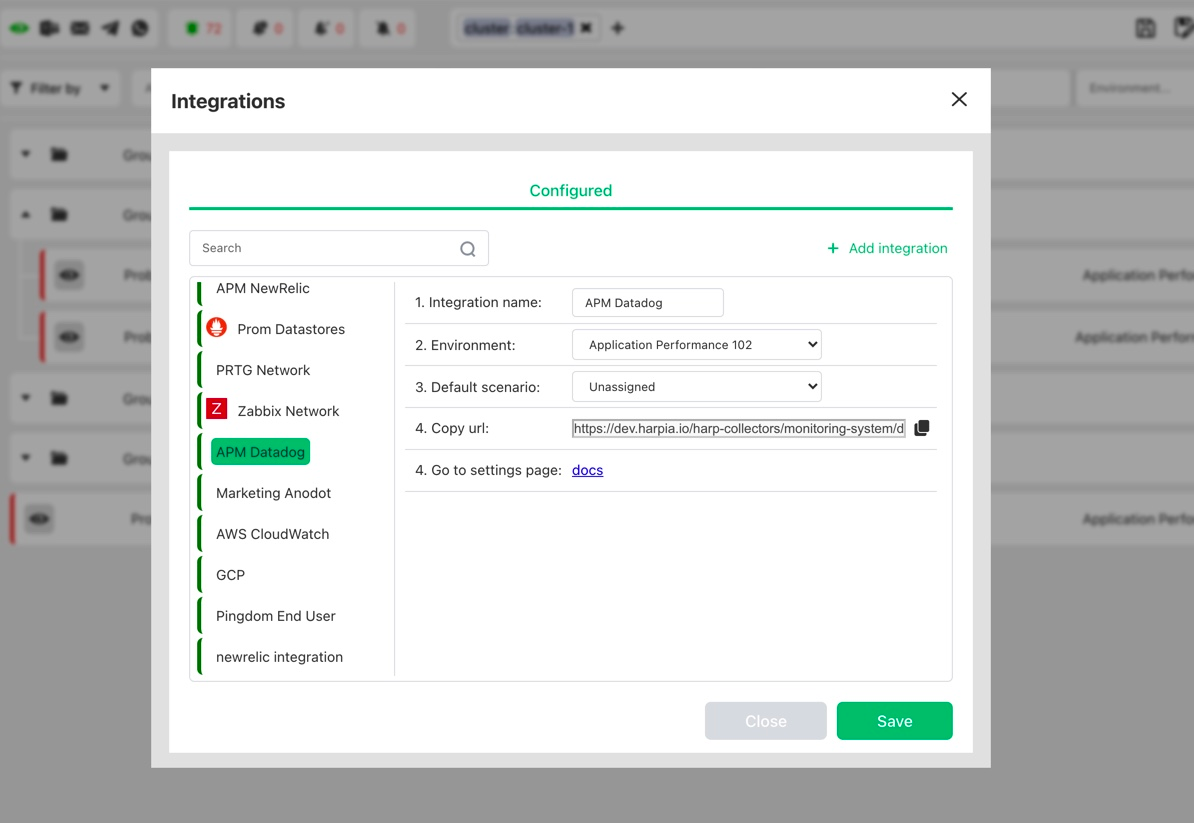 72 0 0 0 cluster: cluster-1
Filter by
Environment...
Integrations
Configured
Search
+ Add integration
APM NewRelic
Prom Datastores
PRTG Network
Z Zabbix Network
APM Datadog
Marketing Anodot
AWS CloudWatch
GCP
Pingdom End User
newrelic integration
1. Integration name: APM Datadog
2. Environment: Application Performance 102
3. Default scenario: Unassigned
4. Copy url: https://dev.harpia.io/harp-collectors/monitoring-system/d
4. Go to settings page: docs
Close Save
Grou
Grou
Prob
Application Perfo
Prob
Application Perfor
Grou
Grou
Pro
Application Perfo